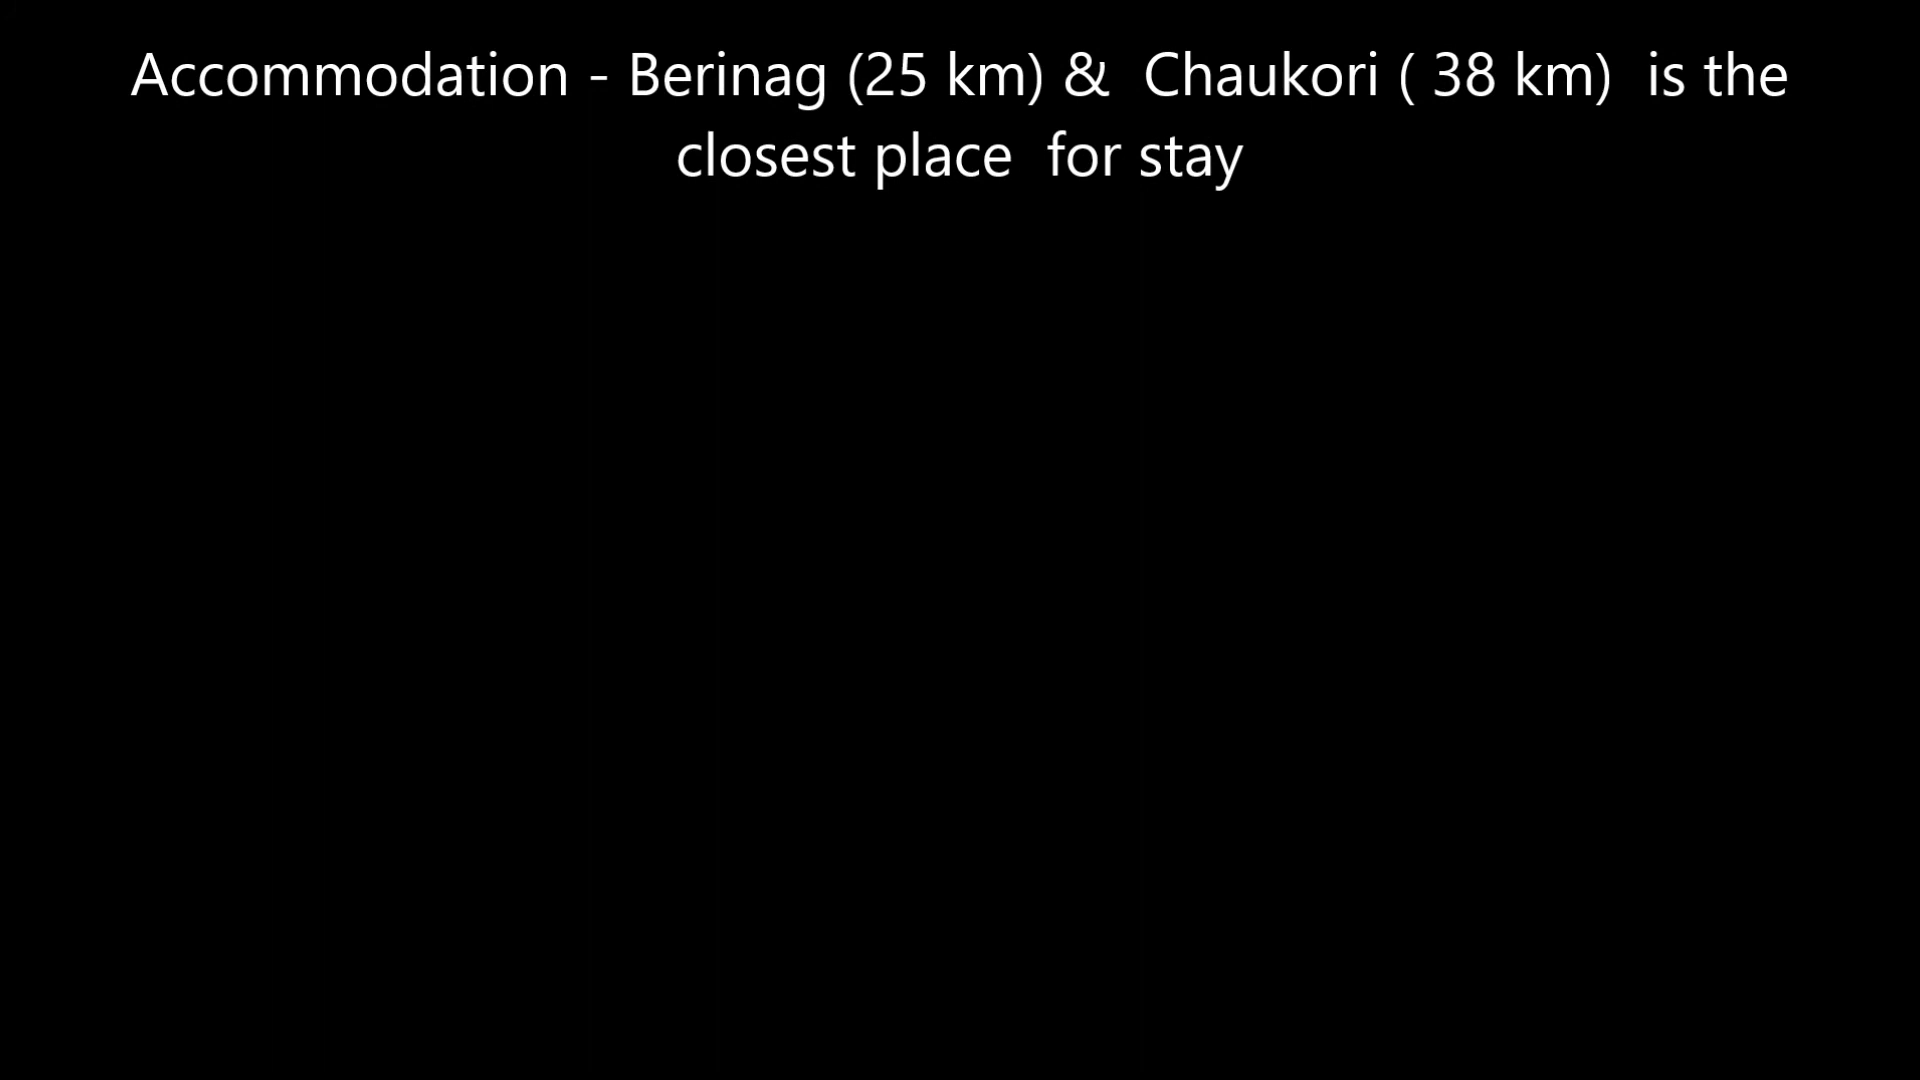 Accommodation - Berinag (25 km) &  Chaukori ( 38 km)  is the
closest place  for stay